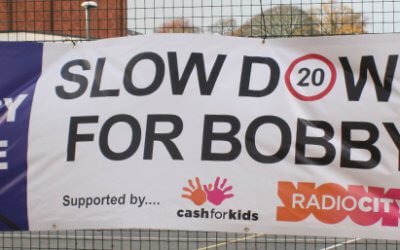 SLOW DOW
20
FOR BOBBY
Supported by....
cashforkids
RADIOCITY